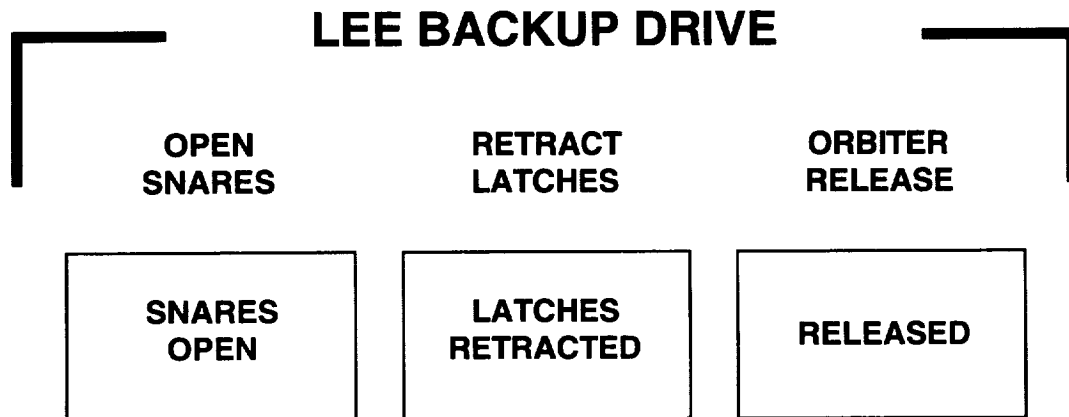 LEE BACKUP DRIVE
OPEN
SNARES
RETRACT
LATCHES
ORBITER
RELEASE
SNARES
OPEN
LATCHES
RETRACTED
RELEASED